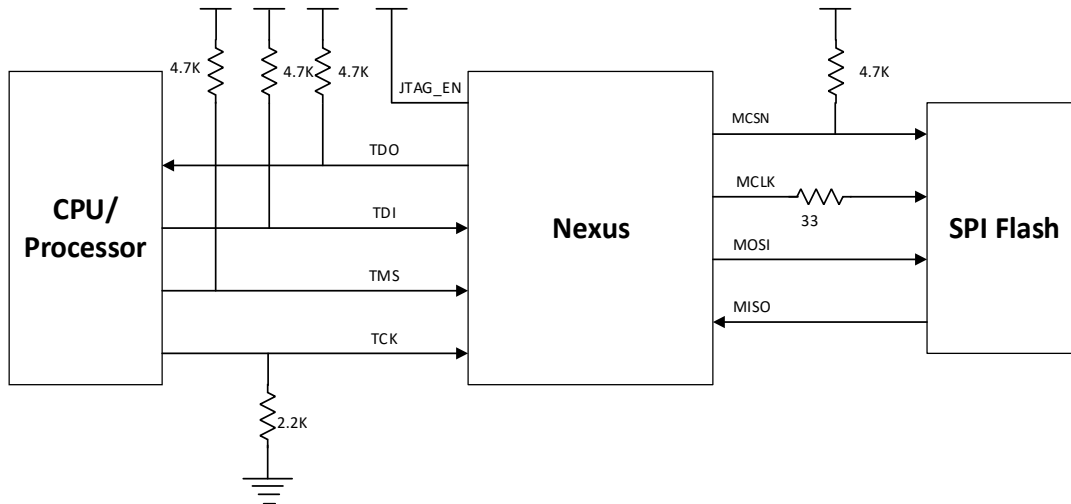 4.7K
4.7K
4.7K
4.7K
JTAG_EN
MCSN
TDO
MCLK
CPU/
Processor
TDI
Nexus
33
SPI Flash
MOSI
TMS
MISO
TCK
2.2K